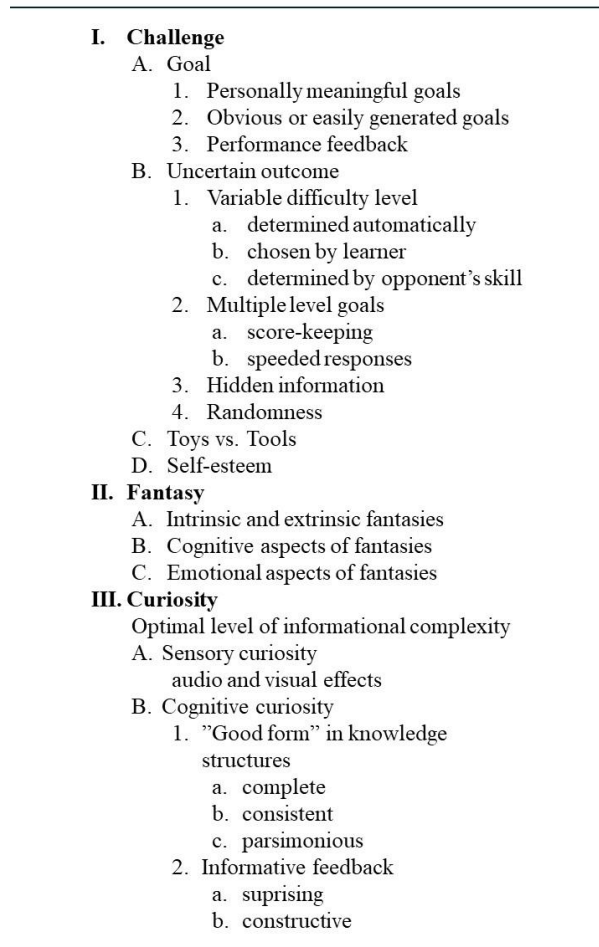 I. Challenge
A. Goal
1. Personally meaningful goals
2. Obvious or easily generated goals
3. Performance feedback
B. Uncertain outcome
1. Variable difficulty level
a. determined automatically
b. chosen by learner
c. determined by opponent’s skill
2. Multiple level goals
a. score-keeping
b. speeded responses
3. Hidden information
4. Randomness
C. Toys vs. Tools
D. Self-esteem
II. Fantasy
A. Intrinsic and extrinsic fantasies
B. Cognitive aspects of fantasies
C. Emotional aspects of fantasies
III. Curiosity
Optimal level of informational complexity
A. Sensory curiosity
audio and visual effects
B. Cognitive curiosity
1. ”Good form” in knowledge
structures
a. complete
b. consistent
c. parsimonious
2. Informative feedback
a. suprising
b. constructive